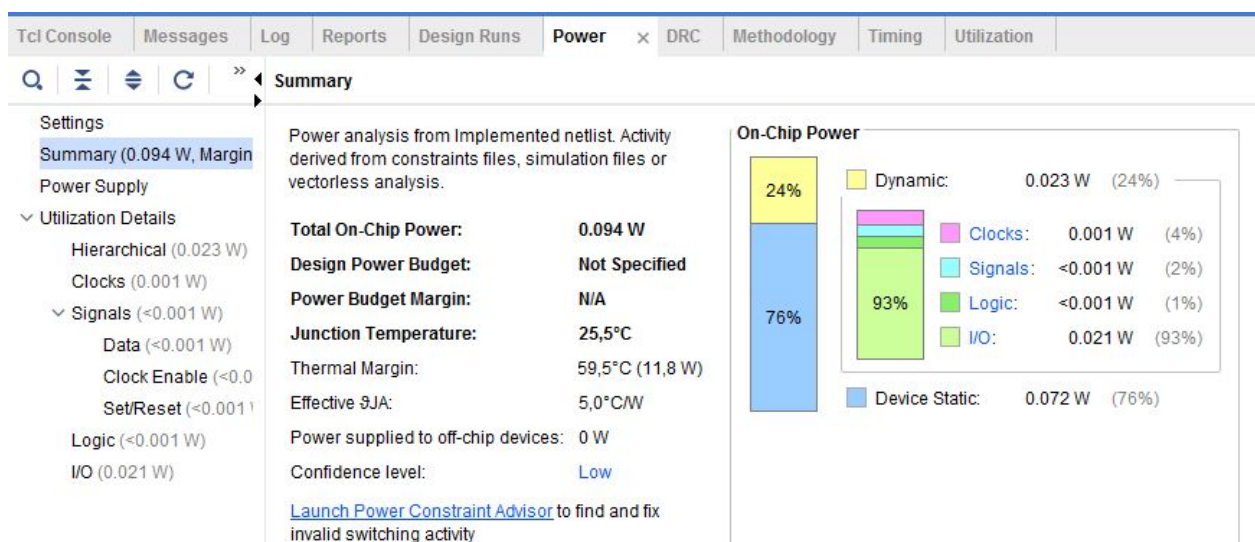 Tcl Console Messages Log Reports Design Runs Power × DRC Methodology Timing Utilization
»
Summary
Settings
Summary (0.094 W, Margin
Power Supply
Utilization Details
Hierarchical (0.023 W)
Clocks (0.001 W)
Signals (<0.001 W)
Data (<0.001 W)
Clock Enable (<0.0
Set/Reset (<0.001
Logic (<0.001 W)
I/O (0.021 W)
Power analysis from Implemented netlist. Activity
derived from constraints files, simulation files or
vectorless analysis.
Total On-Chip Power: 0.094 W
Design Power Budget: Not Specified
Power Budget Margin: N/A
Junction Temperature: 25,5°C
Thermal Margin: 59,5°C (11,8 W)
Effective ϑJA: 5,0°C/W
Power supplied to off-chip devices: 0 W
Confidence level: Low
Launch Power Constraint Advisor to find and fix
invalid switching activity
On-Chip Power
24%
76%
Dynamic: 0.023 W (24%)
93%
Clocks: 0.001 W (4%)
Signals: <0.001 W (2%)
Logic: <0.001 W (1%)
I/O: 0.021 W (93%)
Device Static: 0.072 W (76%)